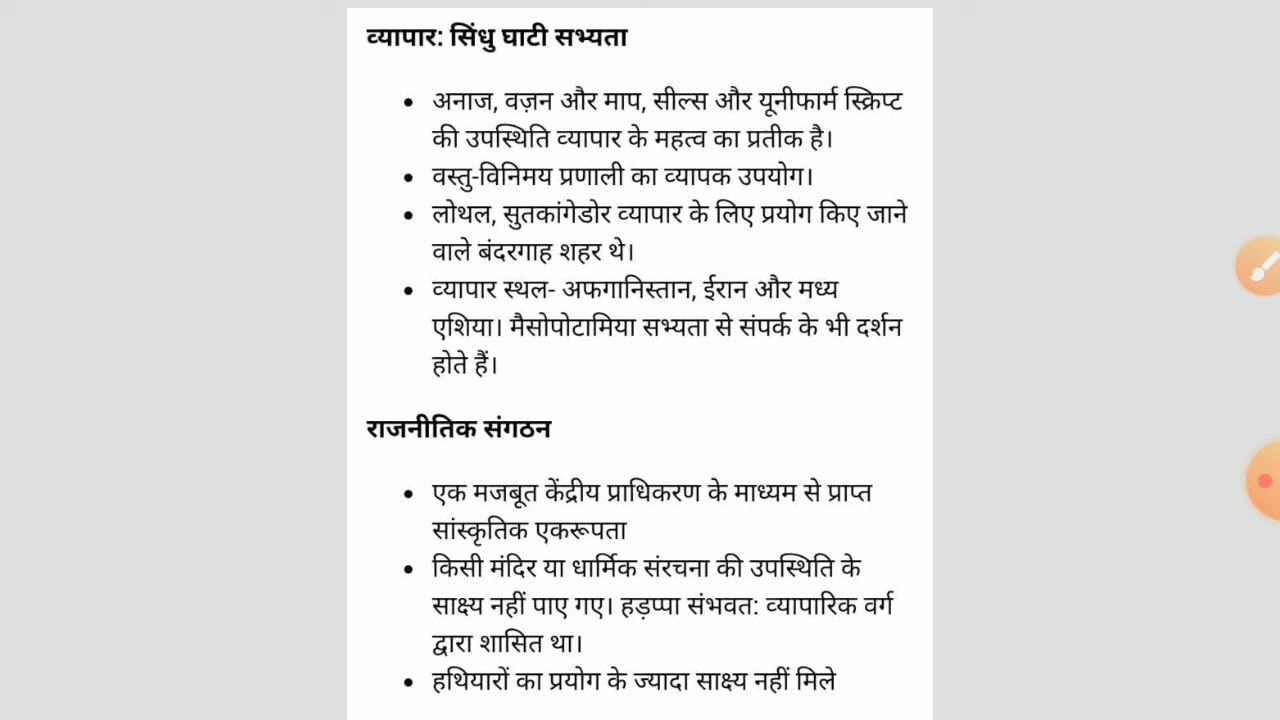 व्यापार: सिंधु घाटी सभ्यता
• अनाज, वज़न और माप, सील्स और यूनीफार्म स्क्रिप्ट
की उपस्थिति व्यापार के महत्व का प्रतीक है।
• वस्तु-विनिमय प्रणाली का व्यापक उपयोग।
• लोथल, सुतकांगेडोर व्यापार के लिए प्रयोग किए जाने
वाले बंदरगाह शहर थे।
• व्यापार स्थल- अफगानिस्तान, ईरान और मध्य
एशिया। मैसोपोटामिया सभ्यता से संपर्क के भी दर्शन
होते हैं।
राजनीतिक संगठन
• एक मजबूत केंद्रीय प्राधिकरण के माध्यम से प्राप्त
सांस्कृतिक एकरूपता
• किसी मंदिर या धार्मिक संरचना की उपस्थिति के
साक्ष्य नहीं पाए गए। हड़प्पा संभवत: व्यापारिक वर्ग
द्वारा शासित था।
• हथियारों का प्रयोग के ज्यादा साक्ष्य नहीं मिले